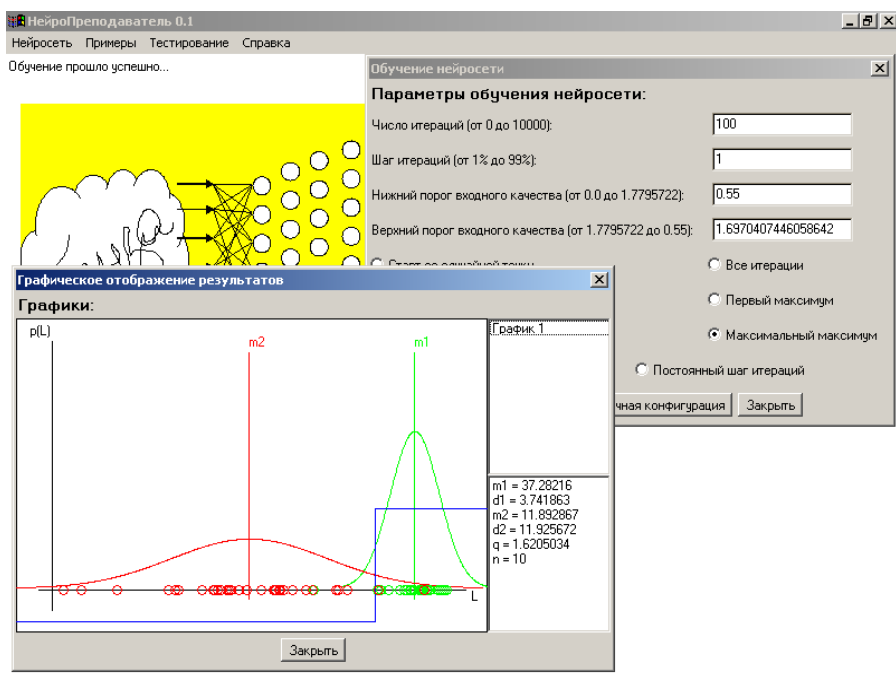 НейроПреподаватель 0.1
Нейросеть Примеры Тестирование Справка
Обучение прошло успешно...
Обучение нейросети
Параметры обучения нейросети:
Число итераций (от 0 до 10000): 100
Шаг итераций (от 1% до 99%): 1
Нижний порог входного качества (от 0.0 до 1.7795722): 0.55
Верхний порог входного качества (от 1.7795722 до 0.55): 1.6970407446058642
Все итерации
Первый максимум
Максимальный максимум
Постоянный шаг итераций
чная конфигурация Закрыть
Графическое отображение результатов
Графики:
p(L)
m2
m1
L
График 1
m1 = 37.28216
d1 = 3.741863
m2 = 11.892867
d2 = 11.925672
q = 1.6205034
n = 10
Закрыть